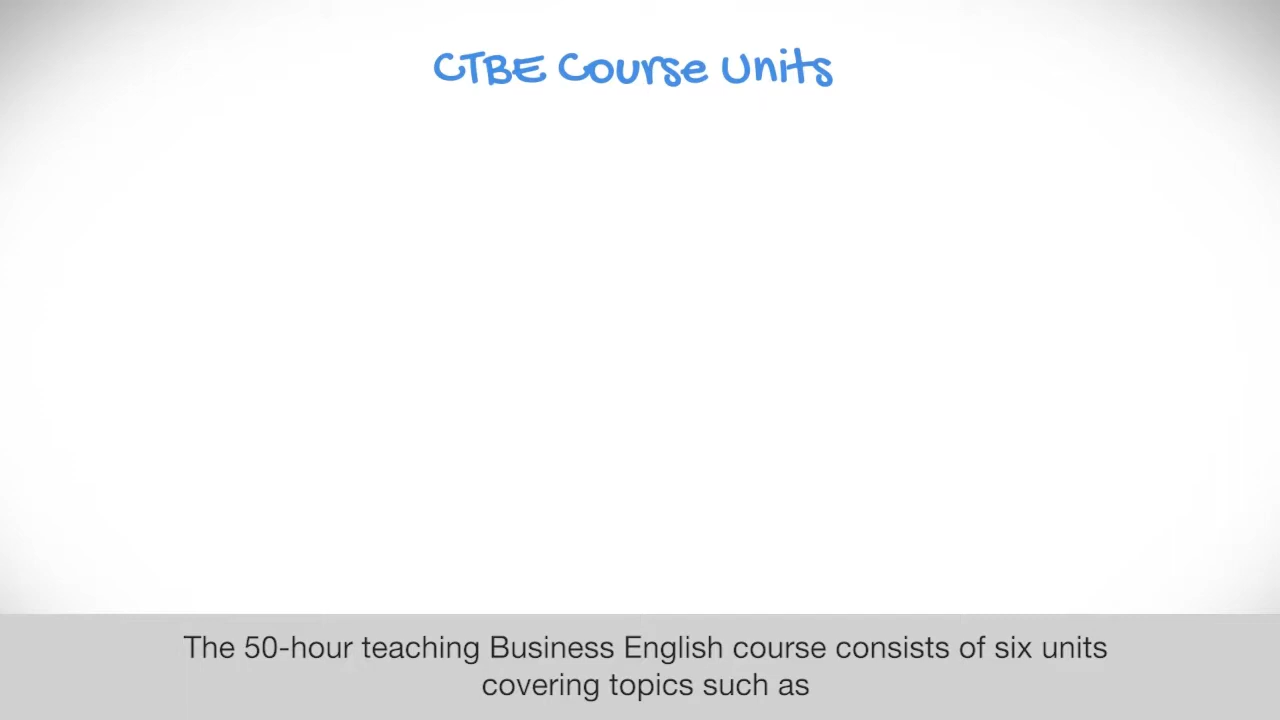 CTBE Course Units
The 50-hour teaching Business English course consists of six units
covering topics such as